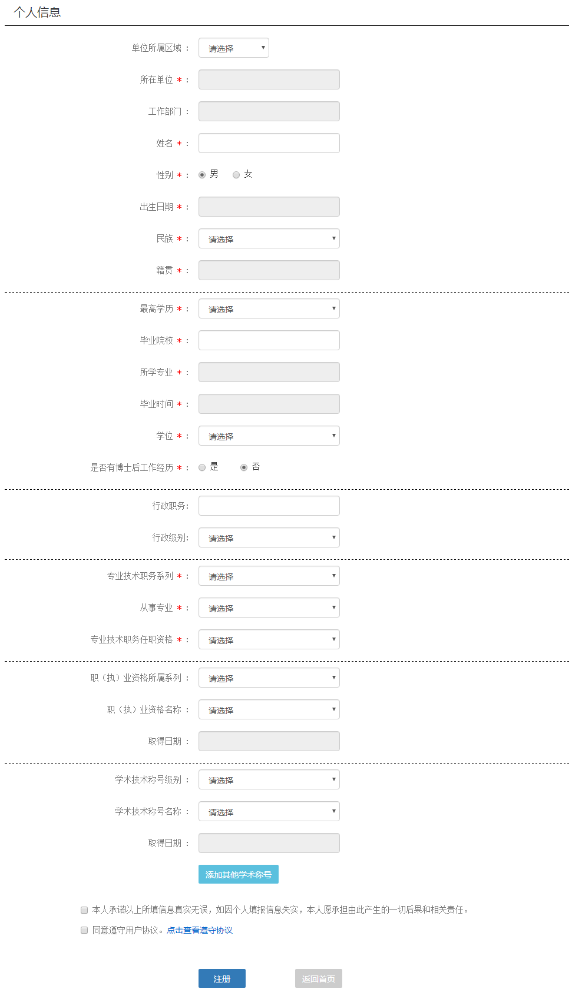 个人信息
单位所属区域 : 请选择
所在单位 * :
工作部门 :
姓名 * :
性别 * : 男 女
出生日期 * :
民族 * : 请选择
籍贯 * :
最高学历 * : 请选择
毕业院校 * :
所学专业 * :
毕业时间 * :
学位 * : 请选择
是否有博士后工作经历 * : 是 否
行政职务:
行政级别: 请选择
专业技术职务系列 * : 请选择
从事专业 * : 请选择
专业技术职务任职资格 * : 请选择
职（执）业资格所属系列 : 请选择
职（执）业资格名称 : 请选择
取得日期 :
学术技术称号级别 : 请选择
学术技术称号名称 : 请选择
取得日期 :
添加其他学术称号
本人承诺以上所填信息真实无误，如因个人填报信息失实，本人愿承担由此产生的一切后果和相关责任。
同意遵守用户协议。点击查看遵守协议
注册 返回首页